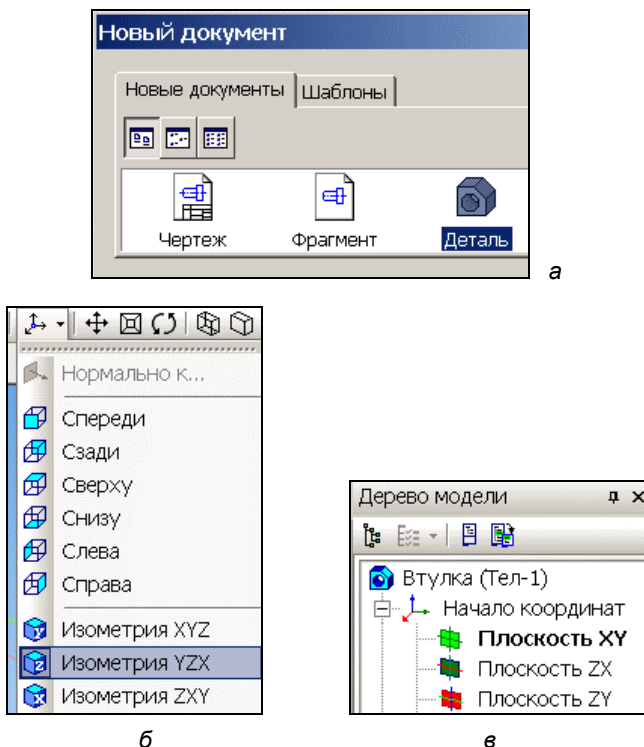 Новый документ
Новые документы Шаблоны
Чертеж Фрагмент Деталь
а
Нормально к...
Спереди
Сзади
Сверху
Снизу
Слева
Справа
Изометрия XYZ
Изометрия YZX
Изометрия ZXY
б
Дерево модели
Втулка (Тел-1)
Начало координат
Плоскость XY
Плоскость ZX
Плоскость ZY
в